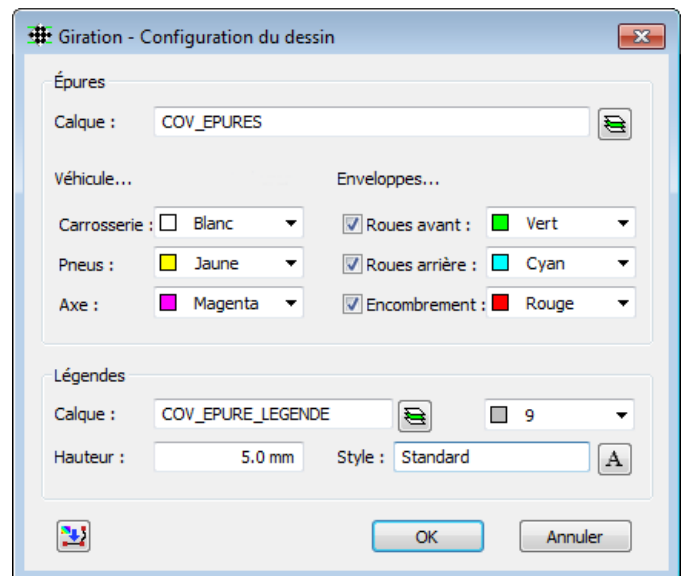 Giration - Configuration du dessin
Épures
Calque : COV_EPURES
Véhicule... Enveloppes...
Carrosserie : Blanc Roues avant : Vert
Pneus : Jaune Roues arrière : Cyan
Axe : Magenta Encombrement : Rouge
Légendes
Calque : COV_EPURE_LEGENDE 9
Hauteur : 5.0 mm Style : Standard A
OK Annuler